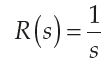 R(s) = 1/s